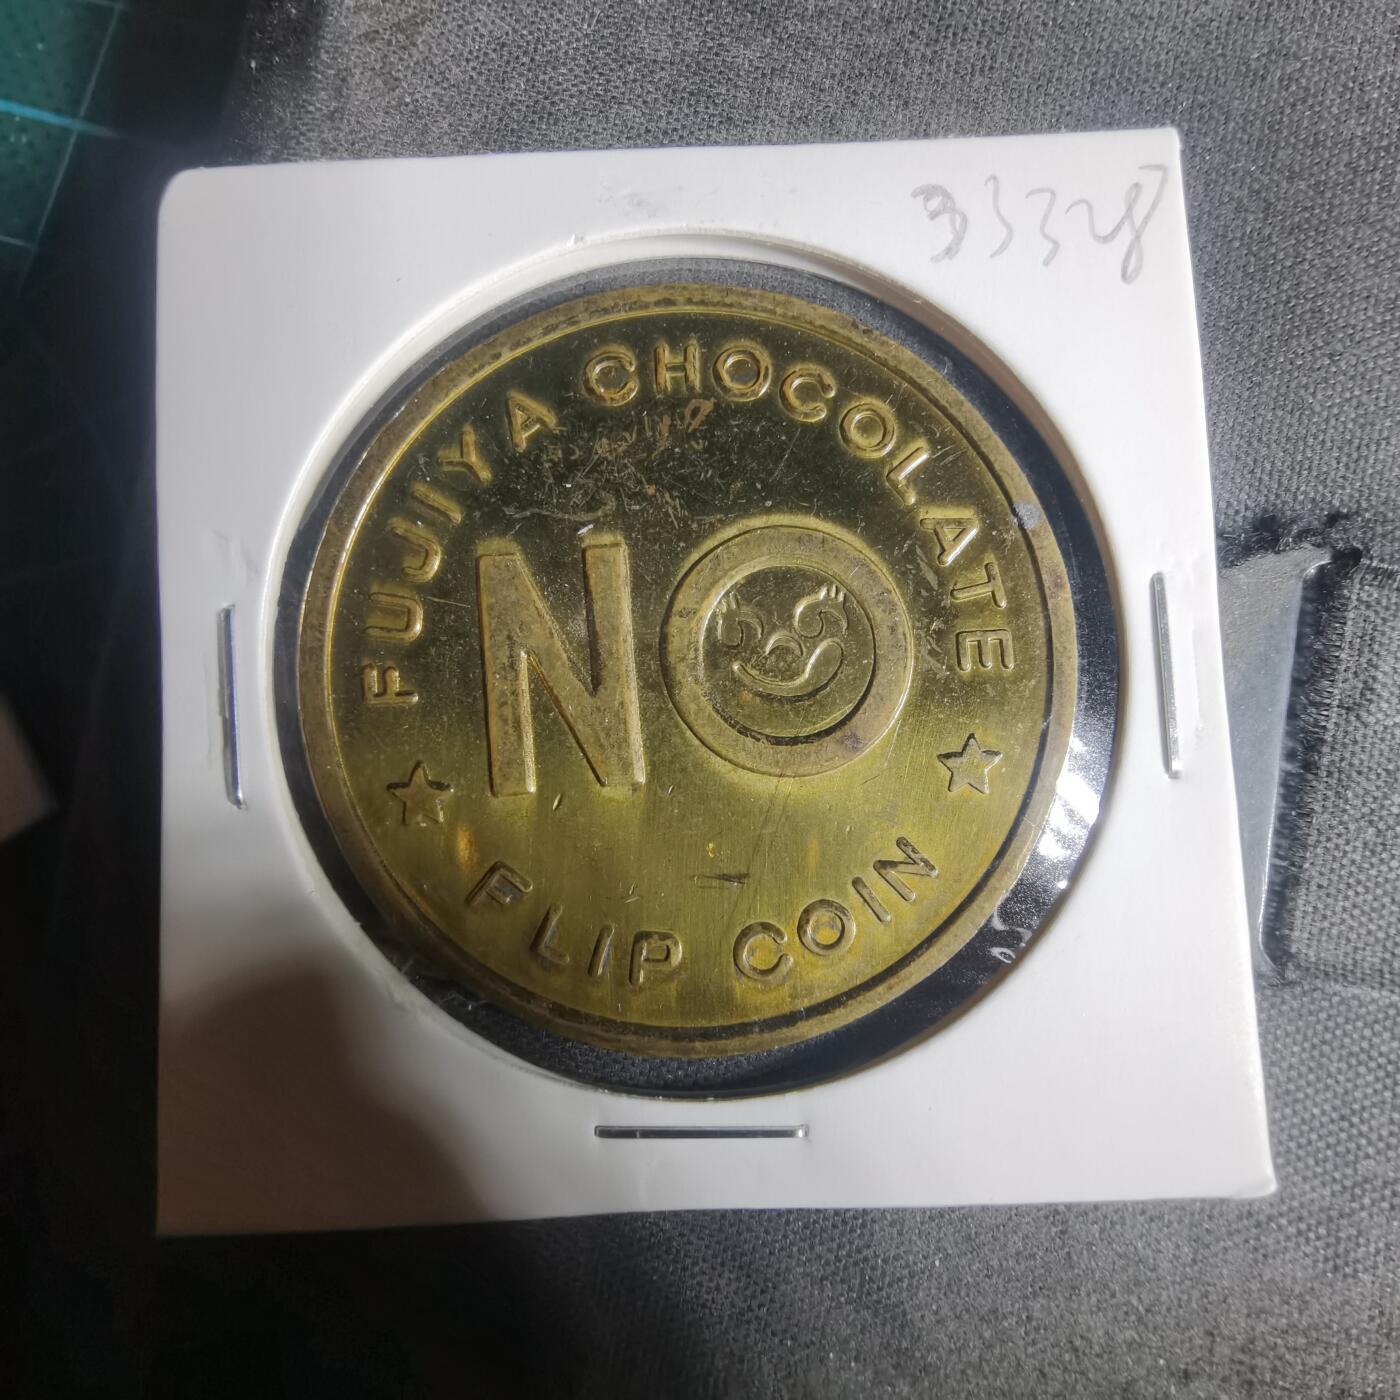 33328
FUJIYA CHOCOLATE
NO
FLIP COIN